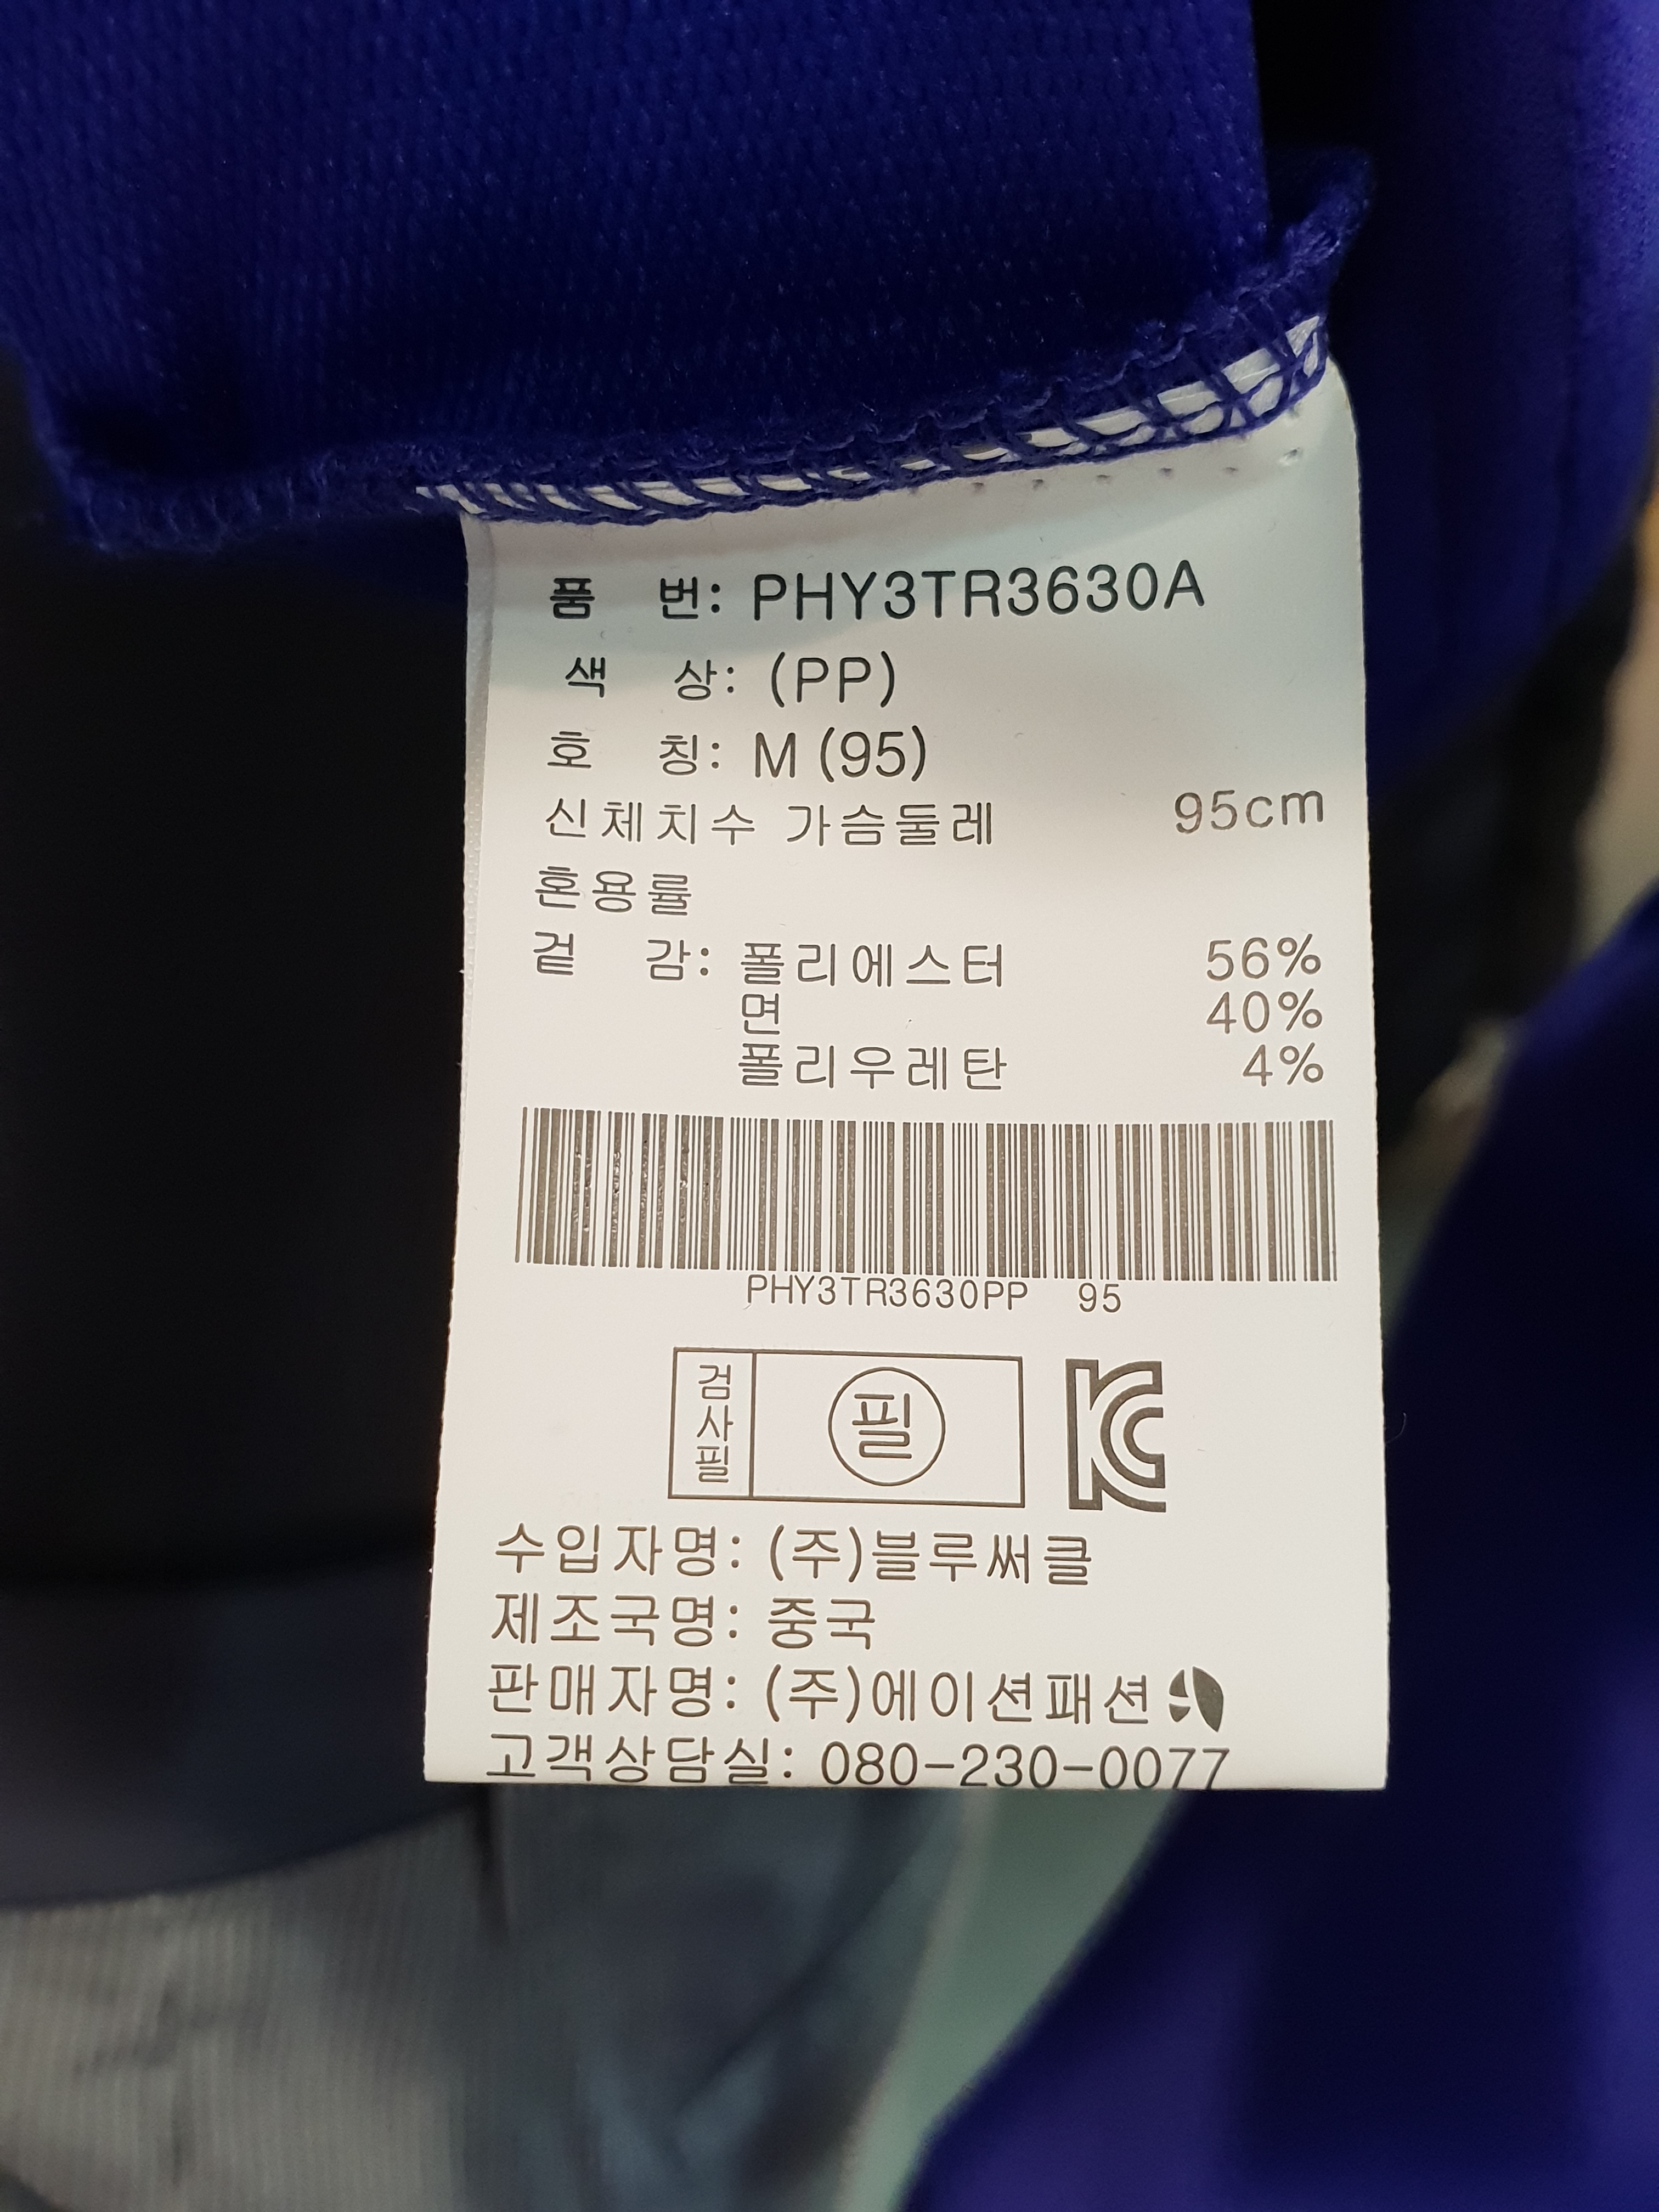 품 번: PHY3TR3630A
색 상: (PP)
호 칭: M (95)
신체치수 가슴둘레 95cm
혼용률
겉 감: 폴리에스터 56%
면 40%
폴리우레탄 4%
PHY3TR3630PP 95
검사필 필 KC
수입자명: (주)블루써클
제조국명: 중국
판매자명: (주)에이션패션
고객상담실: 080-230-0077